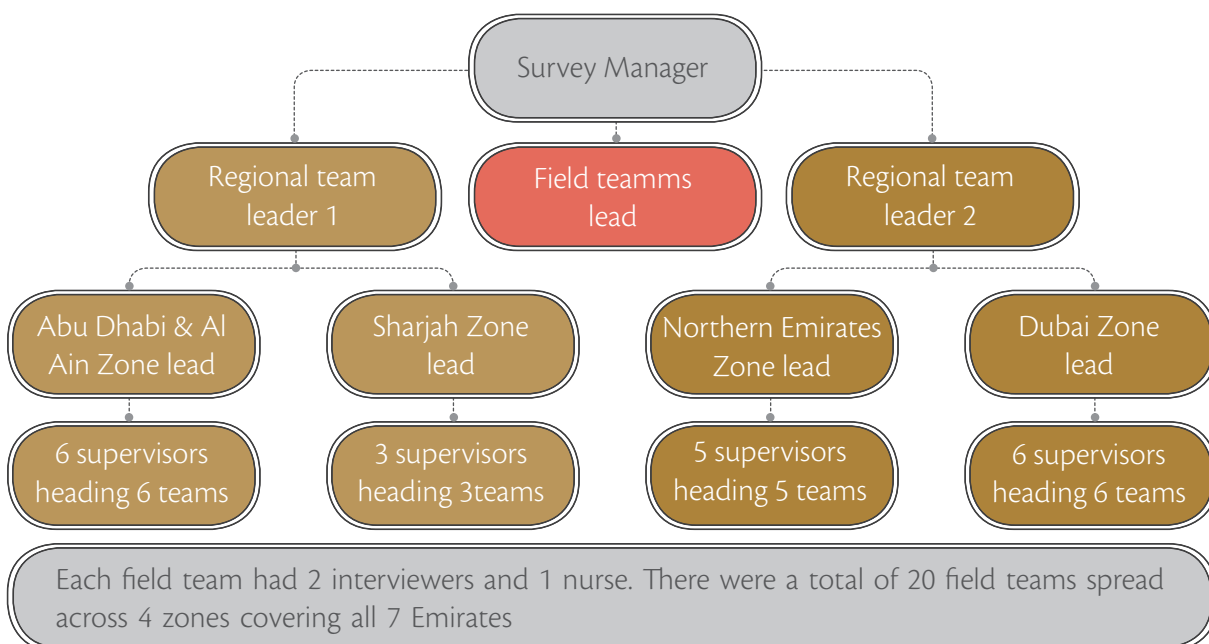 Survey Manager
Regional team
leader 1
Field teamms
lead
Regional team
leader 2
Abu Dhabi & Al
Ain Zone lead
Sharjah Zone
lead
Northern Emirates
Zone lead
Dubai Zone
lead
6 supervisors
heading 6 teams
3 supervisors
heading 3teams
5 supervisors
heading 5 teams
6 supervisors
heading 6 teams
Each field team had 2 interviewers and 1 nurse. There were a total of 20 field teams spread
across 4 zones covering all 7 Emirates